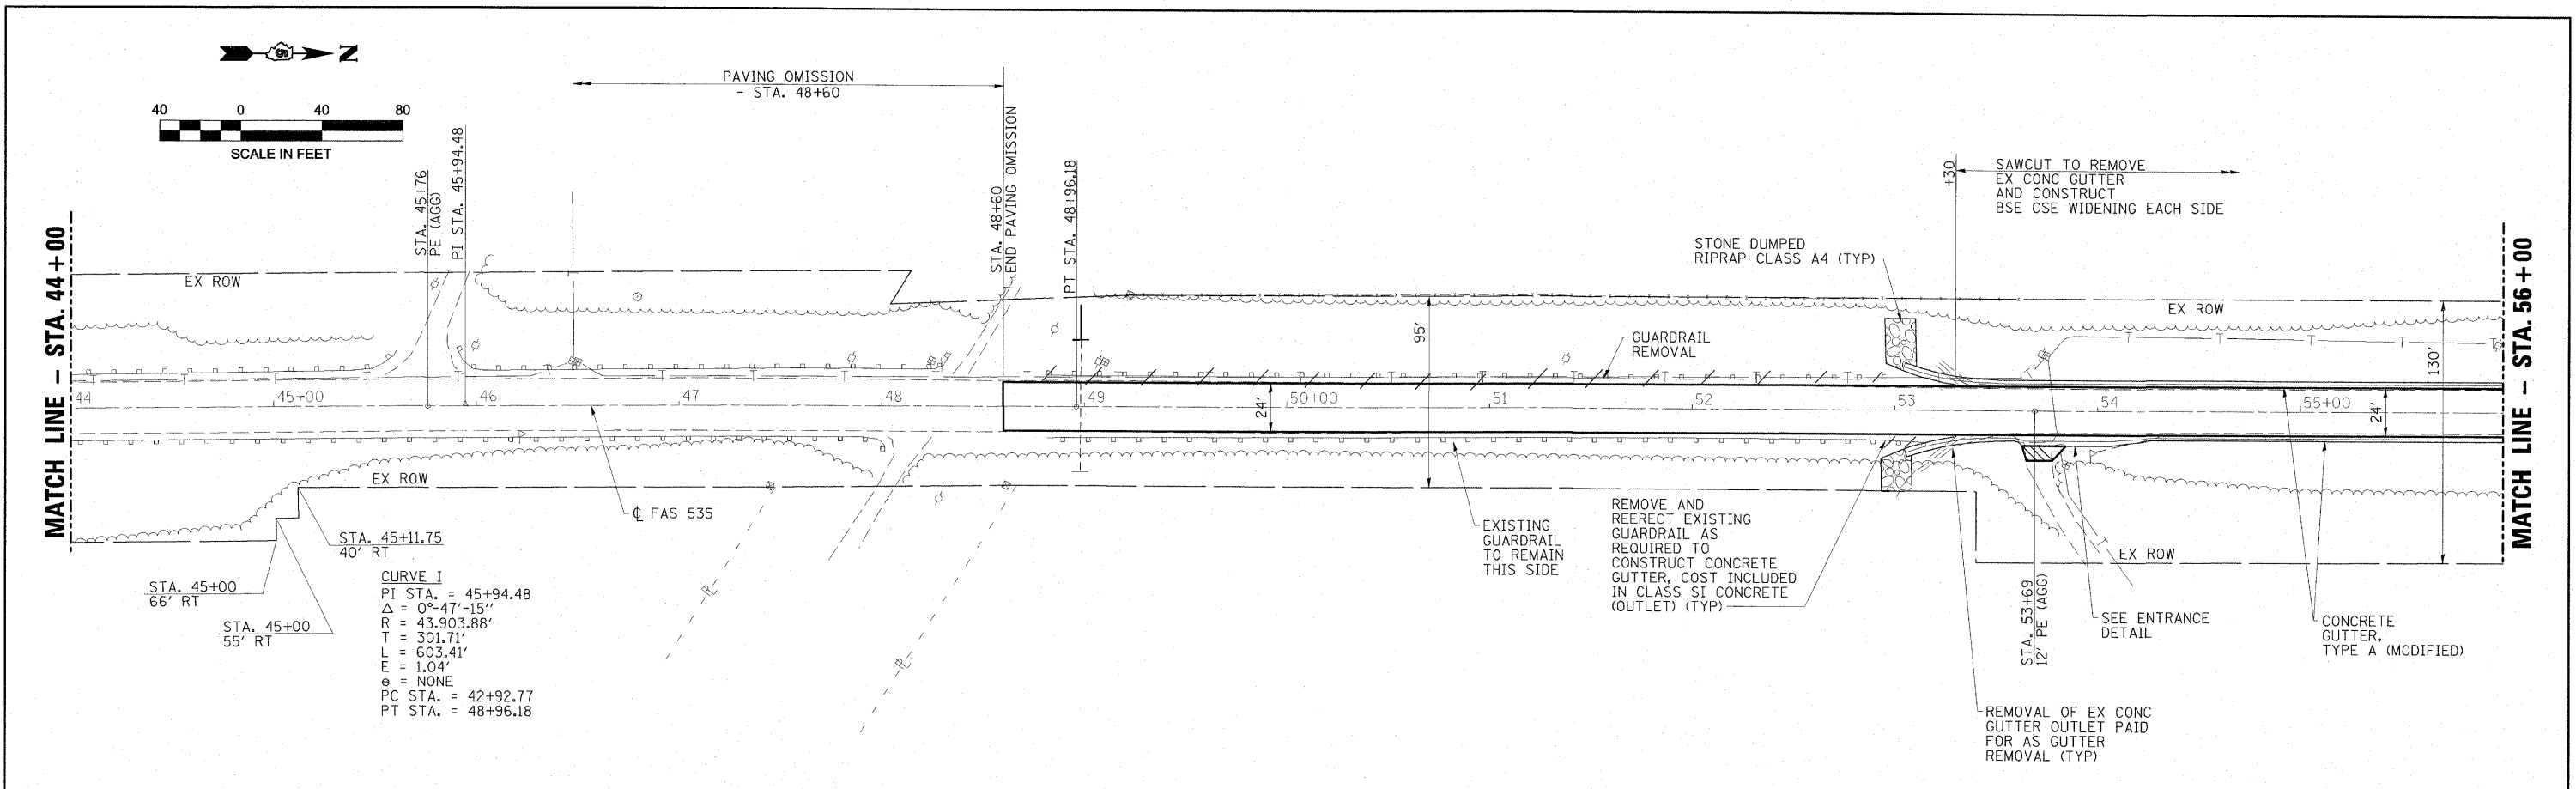 N
40 0 40 80
SCALE IN FEET
PAVING OMISSION
- STA. 48+60
STA. 45+76
PE (AGG)
PI STA. 45+94.48
STA. 48+60
END PAVING OMISSION
PT STA. 48+96.18
+30
SAWCUT TO REMOVE
EX CONC GUTTER
AND CONSTRUCT
BSE CSE WIDENING EACH SIDE
STONE DUMPED
RIPRAP CLASS A4 (TYP)
MATCH LINE - STA. 44+00
EX ROW
GUARDRAIL
REMOVAL
95'
EX ROW
130'
MATCH LINE - STA. 56+00
44 45+00 46 47 48 49 50+00 51 52 53 54 55+00
24'
24'
EX ROW
℄ FAS 535
STA. 45+11.75
40' RT
STA. 45+00
66' RT
STA. 45+00
55' RT
CURVE 1
PI STA. = 45+94.48
Δ = 0°-47'-15"
R = 43.903.88'
T = 301.71'
L = 603.41'
E = 1.04'
e = NONE
PC STA. = 42+92.77
PT STA. = 48+96.18
EXISTING
GUARDRAIL
TO REMAIN
THIS SIDE
REMOVE AND
REERECT EXISTING
GUARDRAIL AS
REQUIRED TO
CONSTRUCT CONCRETE
GUTTER, COST INCLUDED
IN CLASS SI CONCRETE
(OUTLET) (TYP)
EX ROW
STA. 53+69
12' PE (AGG)
SEE ENTRANCE
DETAIL
CONCRETE
GUTTER,
TYPE A (MODIFIED)
REMOVAL OF EX CONC
GUTTER OUTLET PAID
FOR AS GUTTER
REMOVAL (TYP)